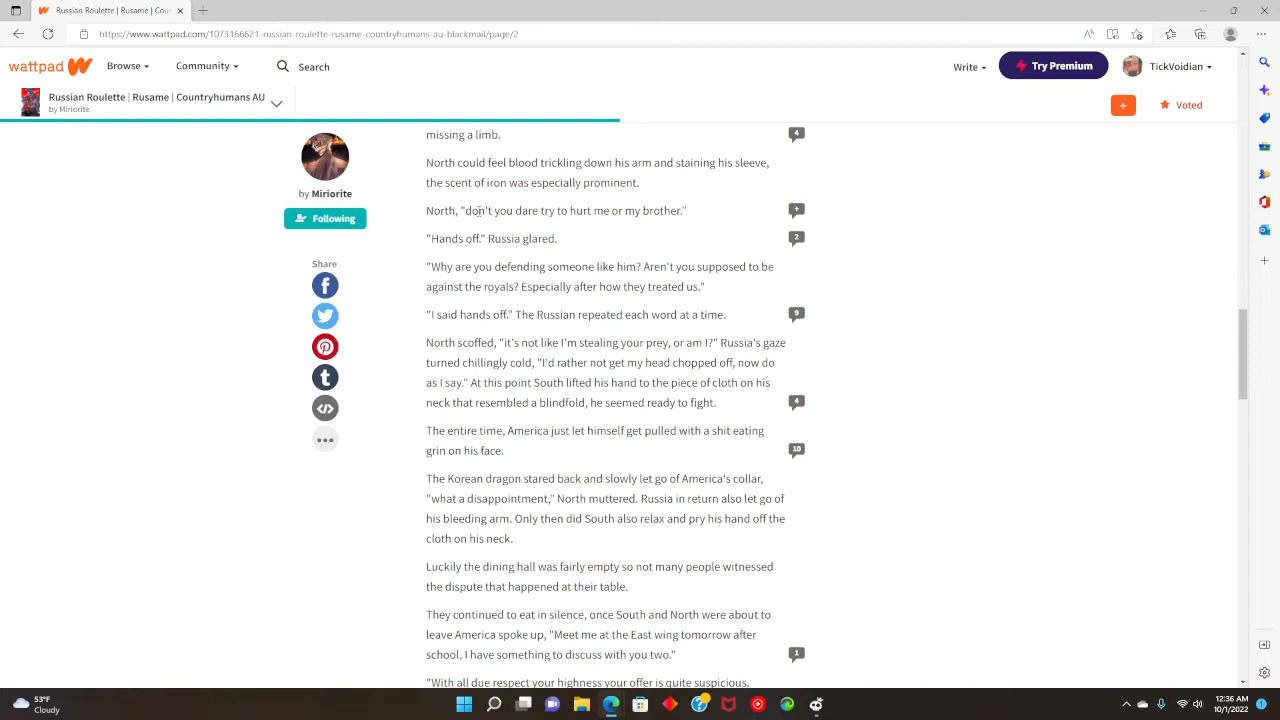 Russian Roulette | Rusame | Cou
https://www.wattpad.com/1073166621-russian-roulette-rusame-countryhumans-au-blackmail/page/2
wattpad Browse Community Search Write Try Premium TickVoidian
Russian Roulette | Rusame | Countryhumans AU
by Miriorite
+ Voted
missing a limb.
4
North could feel blood trickling down his arm and staining his sleeve,
the scent of iron was especially prominent.
by Miriorite
Following
North, "don't you dare try to hurt me or my brother."
+
"Hands off." Russia glared.
2
Share
"Why are you defending someone like him? Aren't you supposed to be
against the royals? Especially after how they treated us."
"I said hands off." The Russian repeated each word at a time.
9
North scoffed, "it's not like I'm stealing your prey, or am I?" Russia's gaze
turned chillingly cold, "I'd rather not get my head chopped off, now do
as I say." At this point South lifted his hand to the piece of cloth on his
neck that resembled a blindfold, he seemed ready to fight.
4
The entire time, America just let himself get pulled with a shit eating
grin on his face.
10
The Korean dragon stared back and slowly let go of America's collar,
"what a disappointment," North muttered. Russia in return also let go of
his bleeding arm. Only then did South also relax and pry his hand off the
cloth on his neck.
Luckily the dining hall was fairly empty so not many people witnessed
the dispute that happened at their table.
They continued to eat in silence, once South and North were about to
leave America spoke up, "Meet me at the East wing tomorrow after
school, I have something to discuss with you two."
1
"With all due respect your highness your offer is quite suspicious.
53°F
Cloudy
12:36 AM
10/1/2022